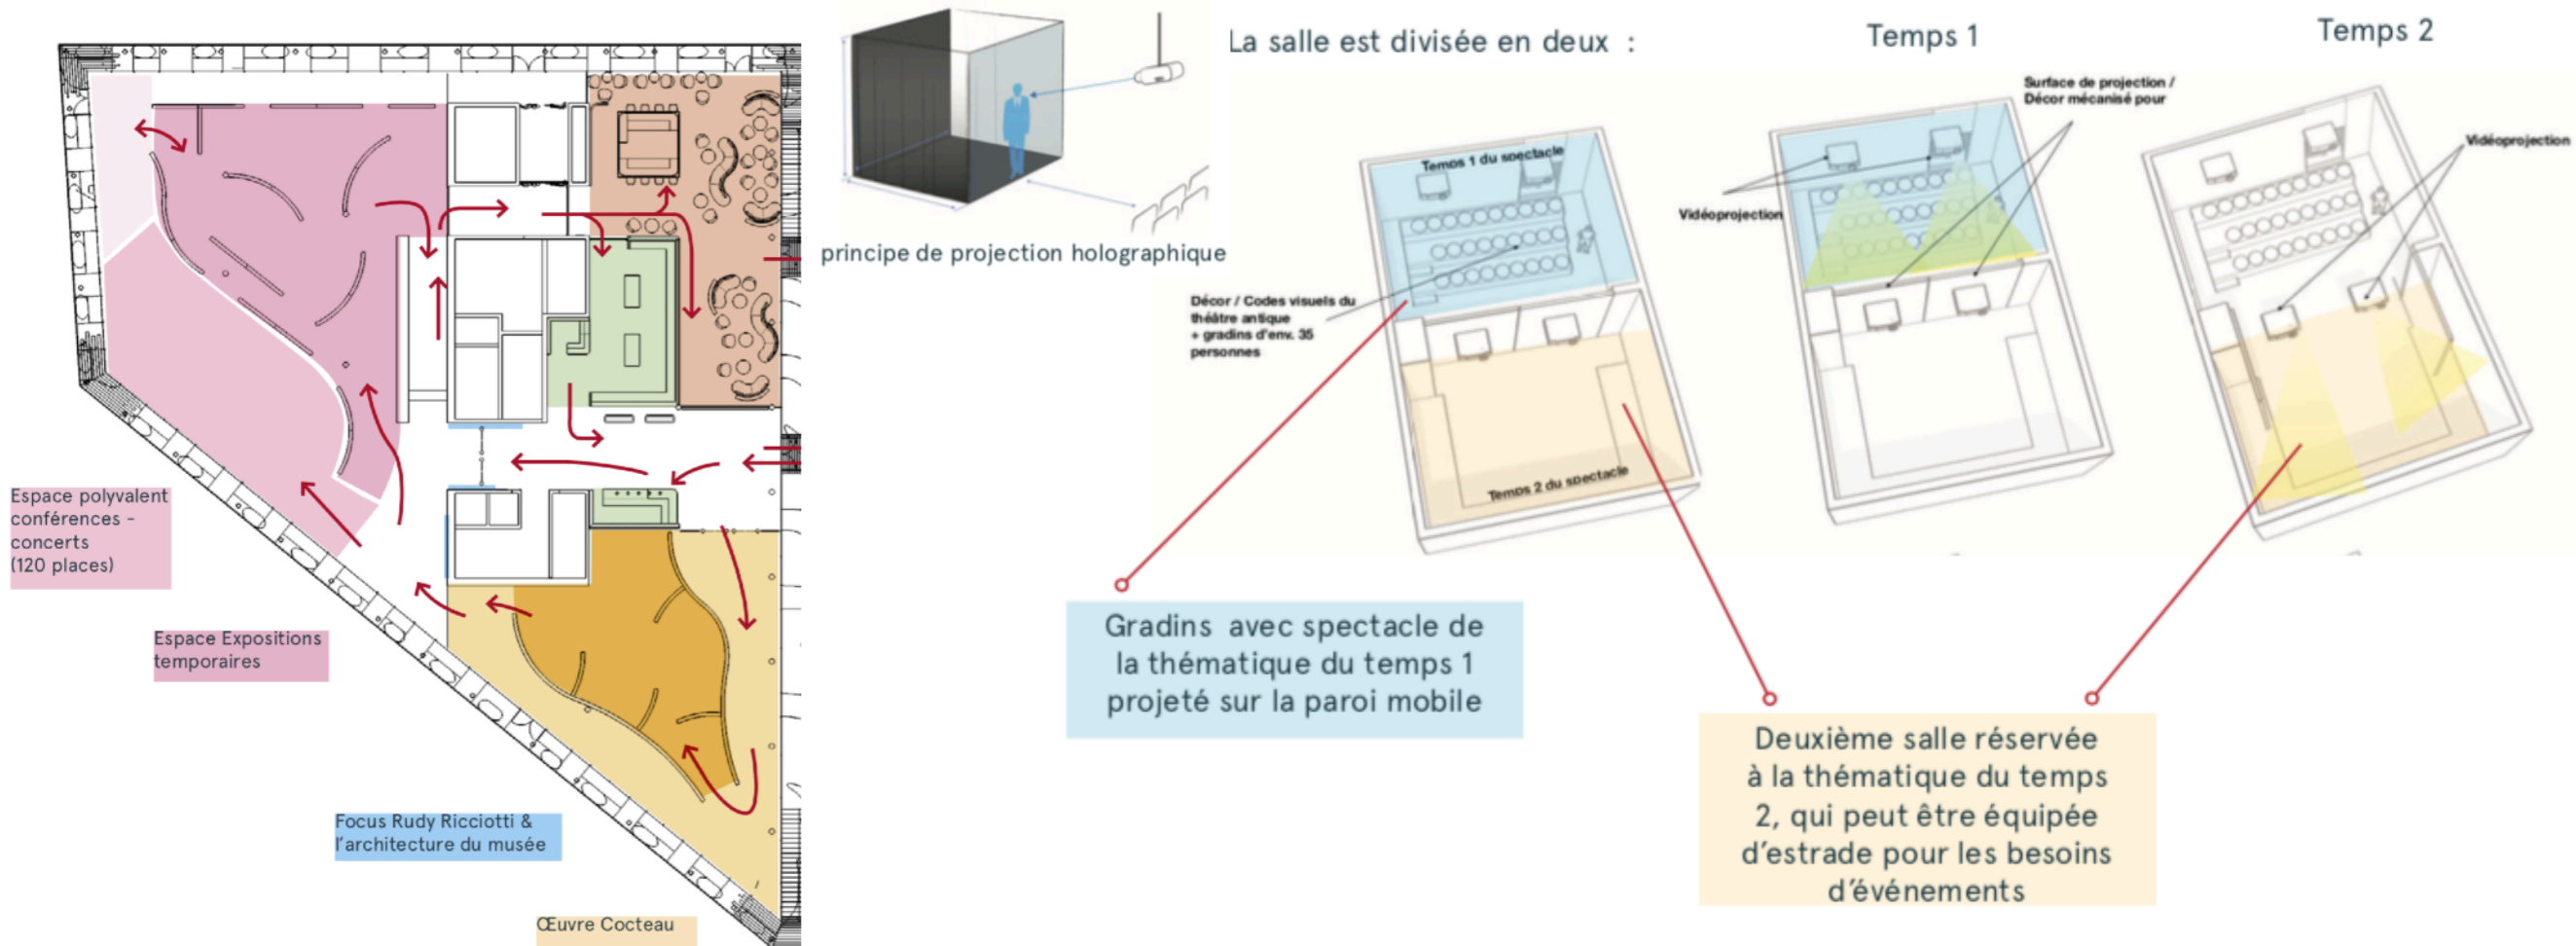 Espace polyvalent
conférences -
concerts
(120 places)
Espace Expositions
temporaires
Focus Rudy Ricciotti &
l'architecture du musée
Œuvre Cocteau
principe de projection holographique
La salle est divisée en deux :
Temps 1
Temps 2
Temps 1 du spectacle
Décor / Codes visuels du
théâtre antique
+ gradins d'env. 35
personnes
Temps 2 du spectacle
Surface de projection /
Décor mécanisé pour
Vidéoprojection
Vidéoprojection
Gradins avec spectacle de
la thématique du temps 1
projeté sur la paroi mobile
Deuxième salle réservée
à la thématique du temps
2, qui peut être équipée
d'estrade pour les besoins
d'événements